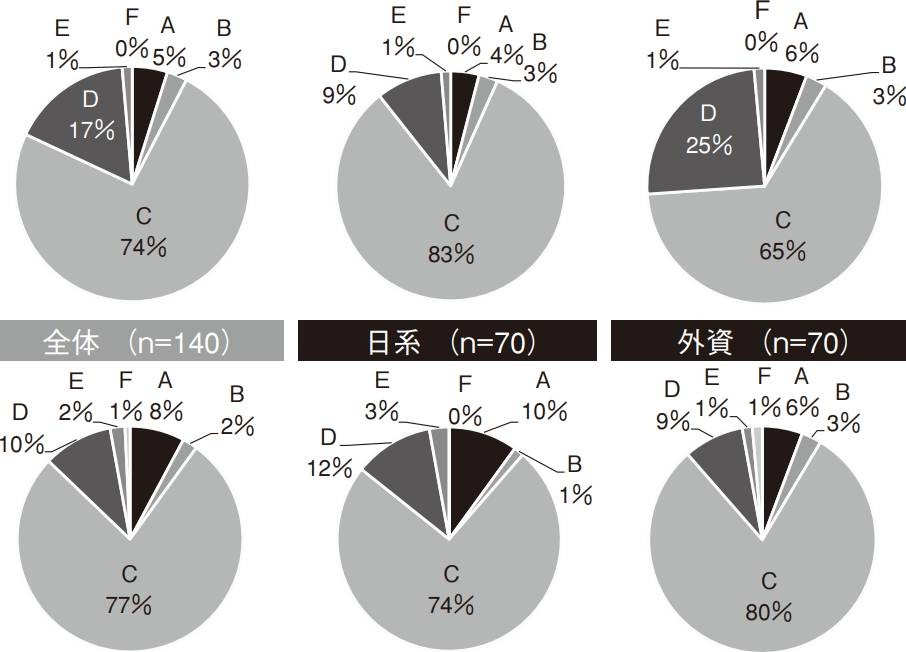 F
0%
E
1%
A
5%
B
3%
D
17%
C
74%
F
0%
E
1%
A
4%
B
3%
D
9%
C
83%
F
0%
E
1%
A
6%
B
3%
D
25%
C
65%
全体 (n=140)
日系 (n=70)
外資 (n=70)
D
10%
E
2%
F
1%
A
8%
B
2%
C
77%
D
12%
E
3%
F
0%
A
10%
B
1%
C
74%
D
9%
E
1%
F
1%
A
6%
B
3%
C
80%